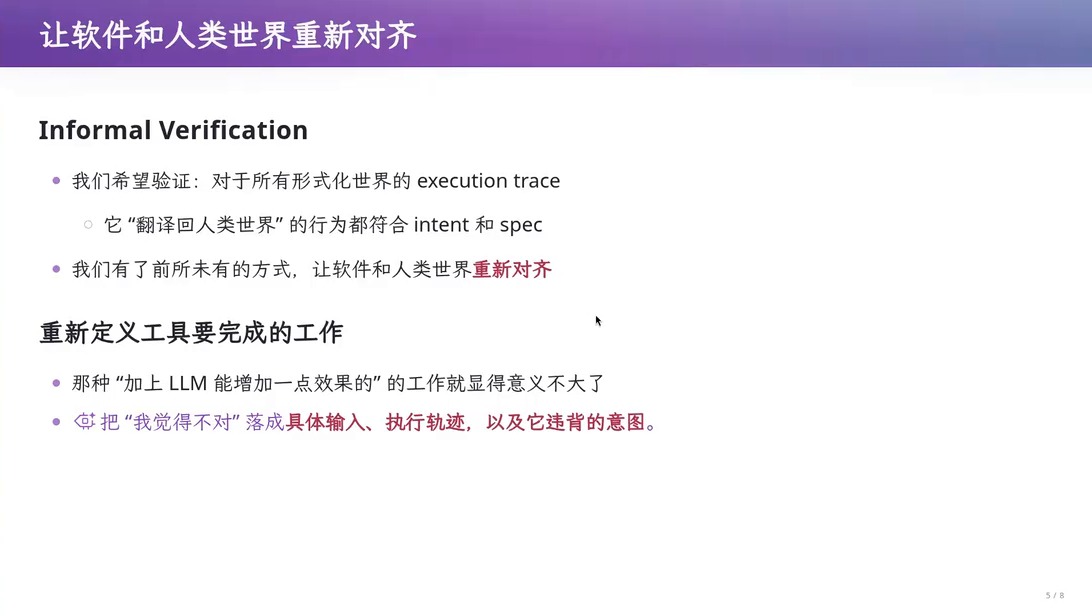 让软件和人类世界重新对齐
Informal Verification
我们希望验证：对于所有形式化世界的 execution trace
它 “翻译回人类世界” 的行为都符合 intent 和 spec
我们有了前所未有的方式，让软件和人类世界重新对齐
重新定义工具要完成的工作
那种 “加上 LLM 能增加一点效果的” 的工作就显得意义不大了
把 “我觉得不对” 落成具体输入、执行轨迹，以及它违背的意图。
5 / 8